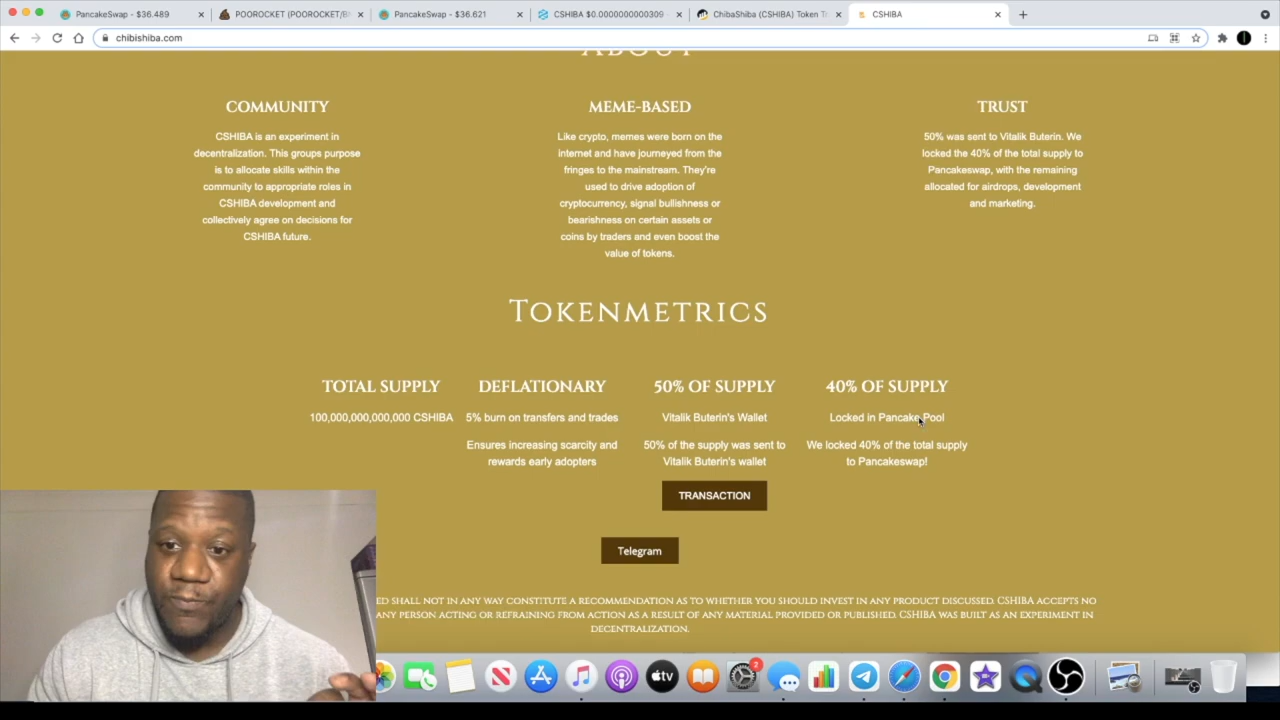 PancakeSwap - $36.489
POOROCKET (POOROCKET/B
PancakeSwap - $36.621
CSHIBA $0.0000000000309
ChibaShiba (CSHIBA) Token T
CSHIBA
chibishiba.com
ABOUT
COMMUNITY
CSHIBA is an experiment in
decentralization. This groups purpose
is to allocate skills within the
community to appropriate roles in
CSHIBA development and
collectively agree on decisions for
CSHIBA future.
MEME-BASED
Like crypto, memes were born on the
internet and have journeyed from the
fringes to the mainstream. They're
used to drive adoption of
cryptocurrency, signal bullishness or
bearishness on certain assets or
coins by traders and even boost the
value of tokens.
TRUST
50% was sent to Vitalik Buterin. We
locked the 40% of the total supply to
Pancakeswap, with the remaining
allocated for airdrops, development
and marketing.
TOKENMETRICS
TOTAL SUPPLY
100,000,000,000,000 CSHIBA
DEFLATIONARY
5% burn on transfers and trades
Ensures increasing scarcity and
rewards early adopters
50% OF SUPPLY
Vitalik Buterin's Wallet
50% of the supply was sent to
Vitalik Buterin's wallet
TRANSACTION
40% OF SUPPLY
Locked in Pancake Pool
We locked 40% of the total supply
to Pancakeswap!
Telegram
ED SHALL NOT IN ANY WAY CONSTITUTE A RECOMMENDATION AS TO WHETHER YOU SHOULD INVEST IN ANY PRODUCT DISCUSSED. CSHIBA ACCEPTS NO
ANY PERSON ACTING OR REFRAINING FROM ACTION AS A RESULT OF ANY MATERIAL PROVIDED OR PUBLISHED. CSHIBA WAS BUILT AS AN EXPERIMENT IN
DECENTRALIZATION.
tv
2